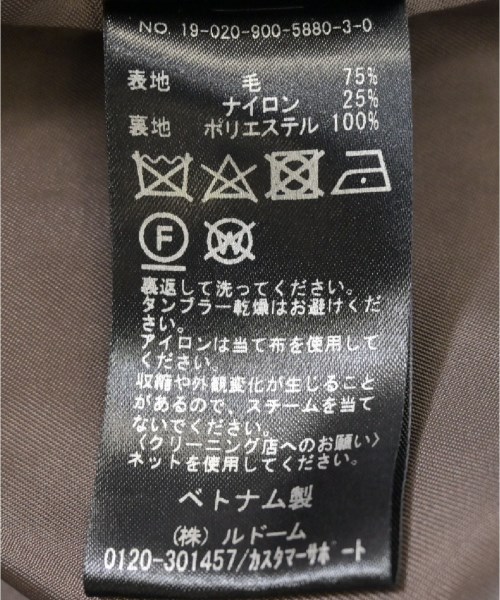 NO. 19-020-900-5880-3-0
表地 毛 75%
ナイロン 25%
裏地 ポリエステル 100%
F W
裏返して洗ってください。
タンブラー乾燥はお避けくだ
さい。
アイロンは当て布を使用して
ください。
収縮や外観変化が生じること
があるので、スチームを当て
ないでください。
〈クリーニング店へのお願い〉
ネットを使用してください。
ベトナム製
(株) ルドーム
0120-301457/カスタマーサポート